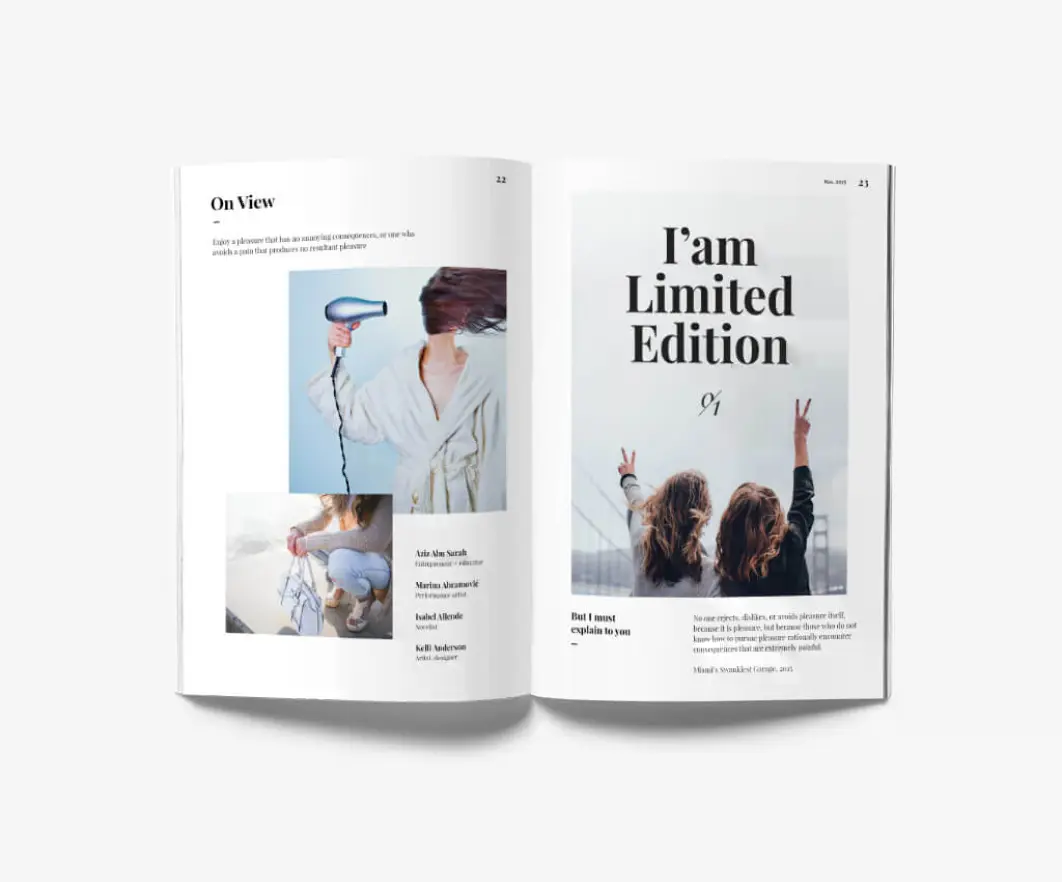 22
On View
Enjoy a pleasure that has no annoying consequences, or one who
avoids a pain that produces no resultant pleasure
Aziz Abu Sarah
Entrepreneur + educator
Marina Abramović
Performance artist
Isabel Allende
Novelist
Kelli Anderson
Artist, designer
2015 23
I'am
Limited
Edition
0/1
But I must
explain to you
No one rejects, dislikes, or avoids pleasure itself,
because it is pleasure, but because those who do not
know how to pursue pleasure rationally encounter
consequences that are extremely painful.
Miami's Swankiest Garage, 2015